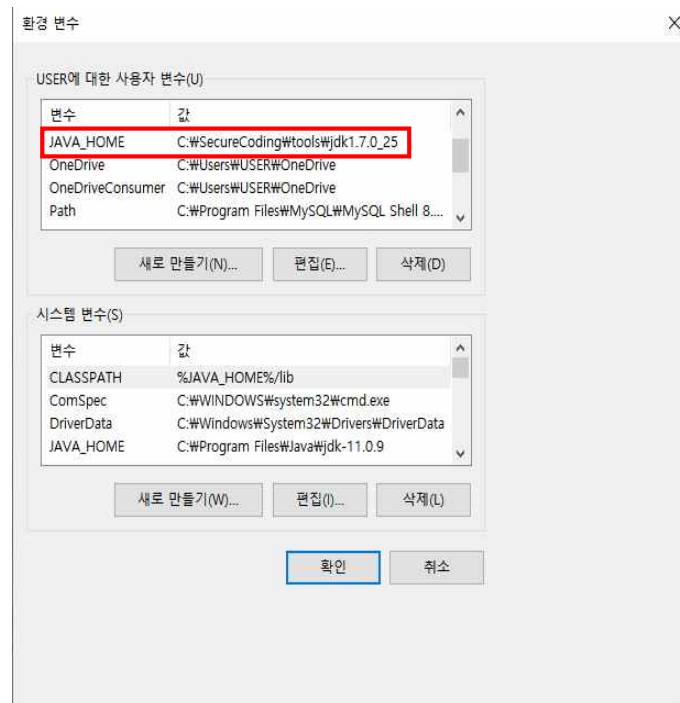 환경 변수
USER에 대한 사용자 변수(U)
변수 값
JAVA_HOME C:₩SecureCoding₩tools₩jdk1.7.0_25
OneDrive C:₩Users₩USER₩OneDrive
OneDriveConsumer C:₩Users₩USER₩OneDrive
Path C:₩Program Files₩MySQL₩MySQL Shell 8....
새로 만들기(N)... 편집(E)... 삭제(D)
시스템 변수(S)
변수 값
CLASSPATH %JAVA_HOME%/lib
ComSpec C:₩WINDOWS₩system32₩cmd.exe
DriverData C:₩Windows₩System32₩Drivers₩DriverData
JAVA_HOME C:₩Program Files₩Java₩jdk-11.0.9
새로 만들기(W)... 편집(I)... 삭제(L)
확인 취소